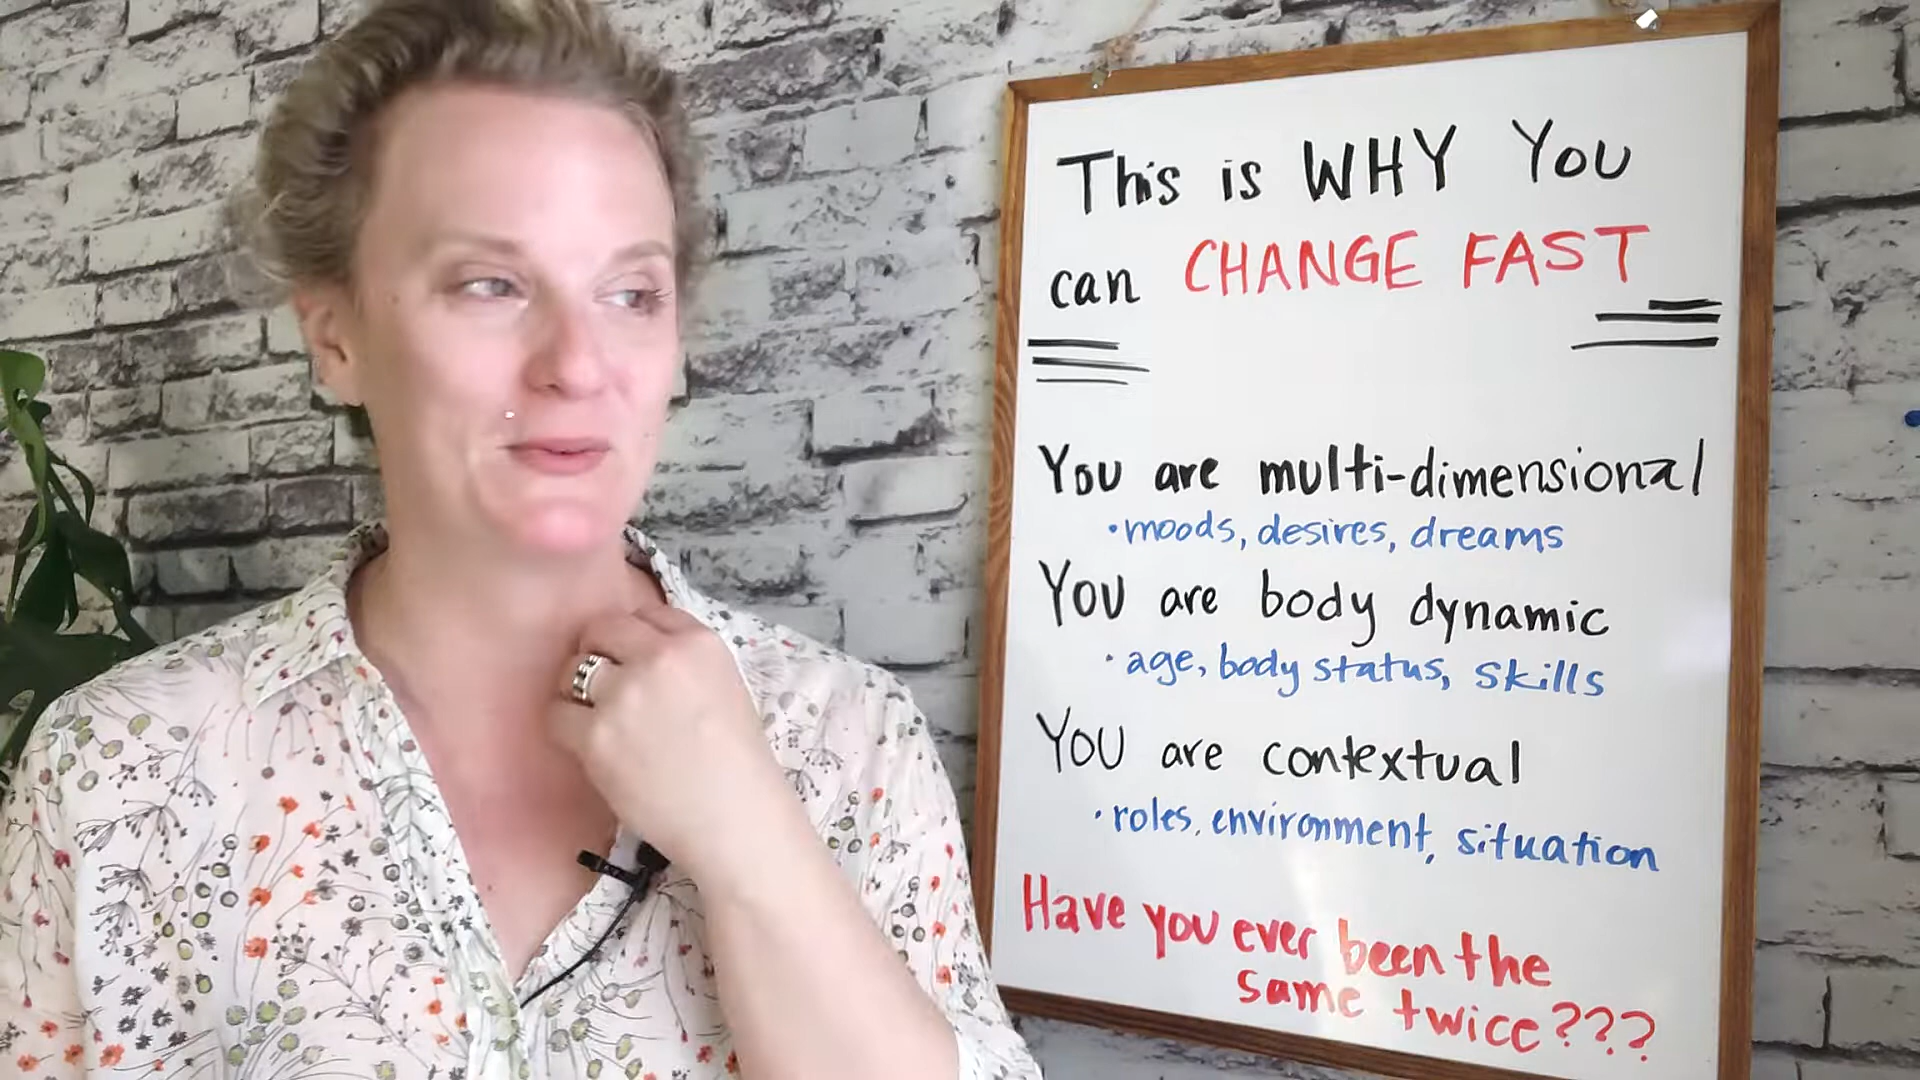 This is WHY YOU
can CHANGE FAST
You are multi-dimensional
• moods, desires, dreams
YOU are body dynamic
• age, body status, skills
YOU are contextual
• roles, environment, situation
Have you ever been the
same twice???